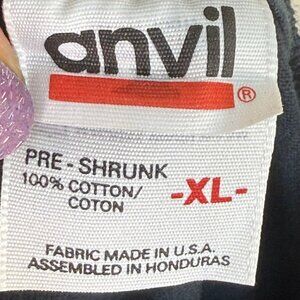 anvil
®
PRE - SHRUNK
100% COTTON/
COTON
-XL-
FABRIC MADE IN U.S.A.
ASSEMBLED IN HONDURAS